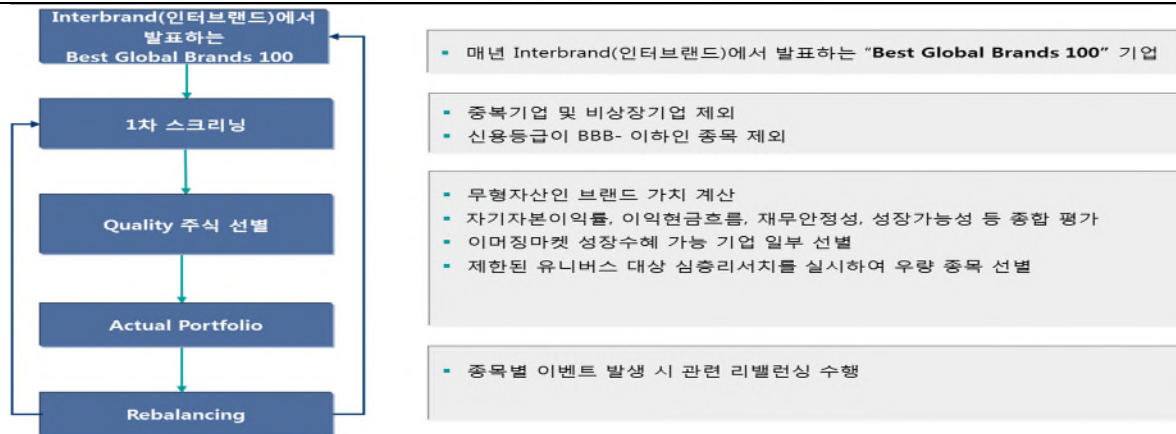 Interbrand(인터브랜드)에서
발표하는
Best Global Brands 100
매년 Interbrand(인터브랜드)에서 발표하는 “Best Global Brands 100” 기업
1차 스크리닝
중복기업 및 비상장기업 제외
신용등급이 BBB- 이하인 종목 제외
Quality 주식 선별
무형자산인 브랜드 가치 계산
자기자본이익률, 이익현금흐름, 재무안정성, 성장가능성 등 종합 평가
이머징마켓 성장수혜 가능 기업 일부 선별
제한된 유니버스 대상 심층리서치를 실시하여 우량 종목 선별
Actual Portfolio
종목별 이벤트 발생 시 관련 리밸런싱 수행
Rebalancing